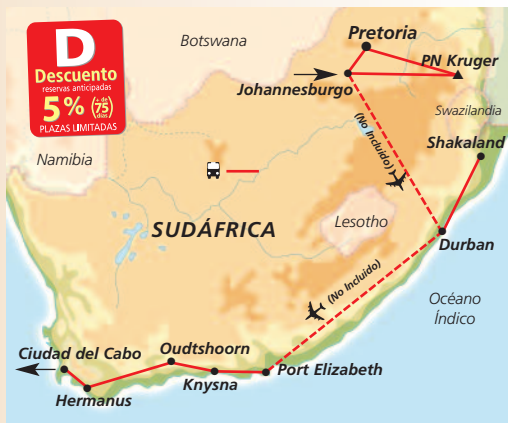 D
Descuento
reservas anticipadas
5% (+ de 75 días)
PLAZAS LIMITADAS
Botswana
Pretoria
PN Kruger
Johannesburgo
Swazilandia
(No Incluido)
Shakaland
Namibia
SUDÁFRICA
Lesotho
Durban
(No Incluido)
Océano
Índico
Ciudad del Cabo
Oudtshoorn
Knysna
Port Elizabeth
Hermanus